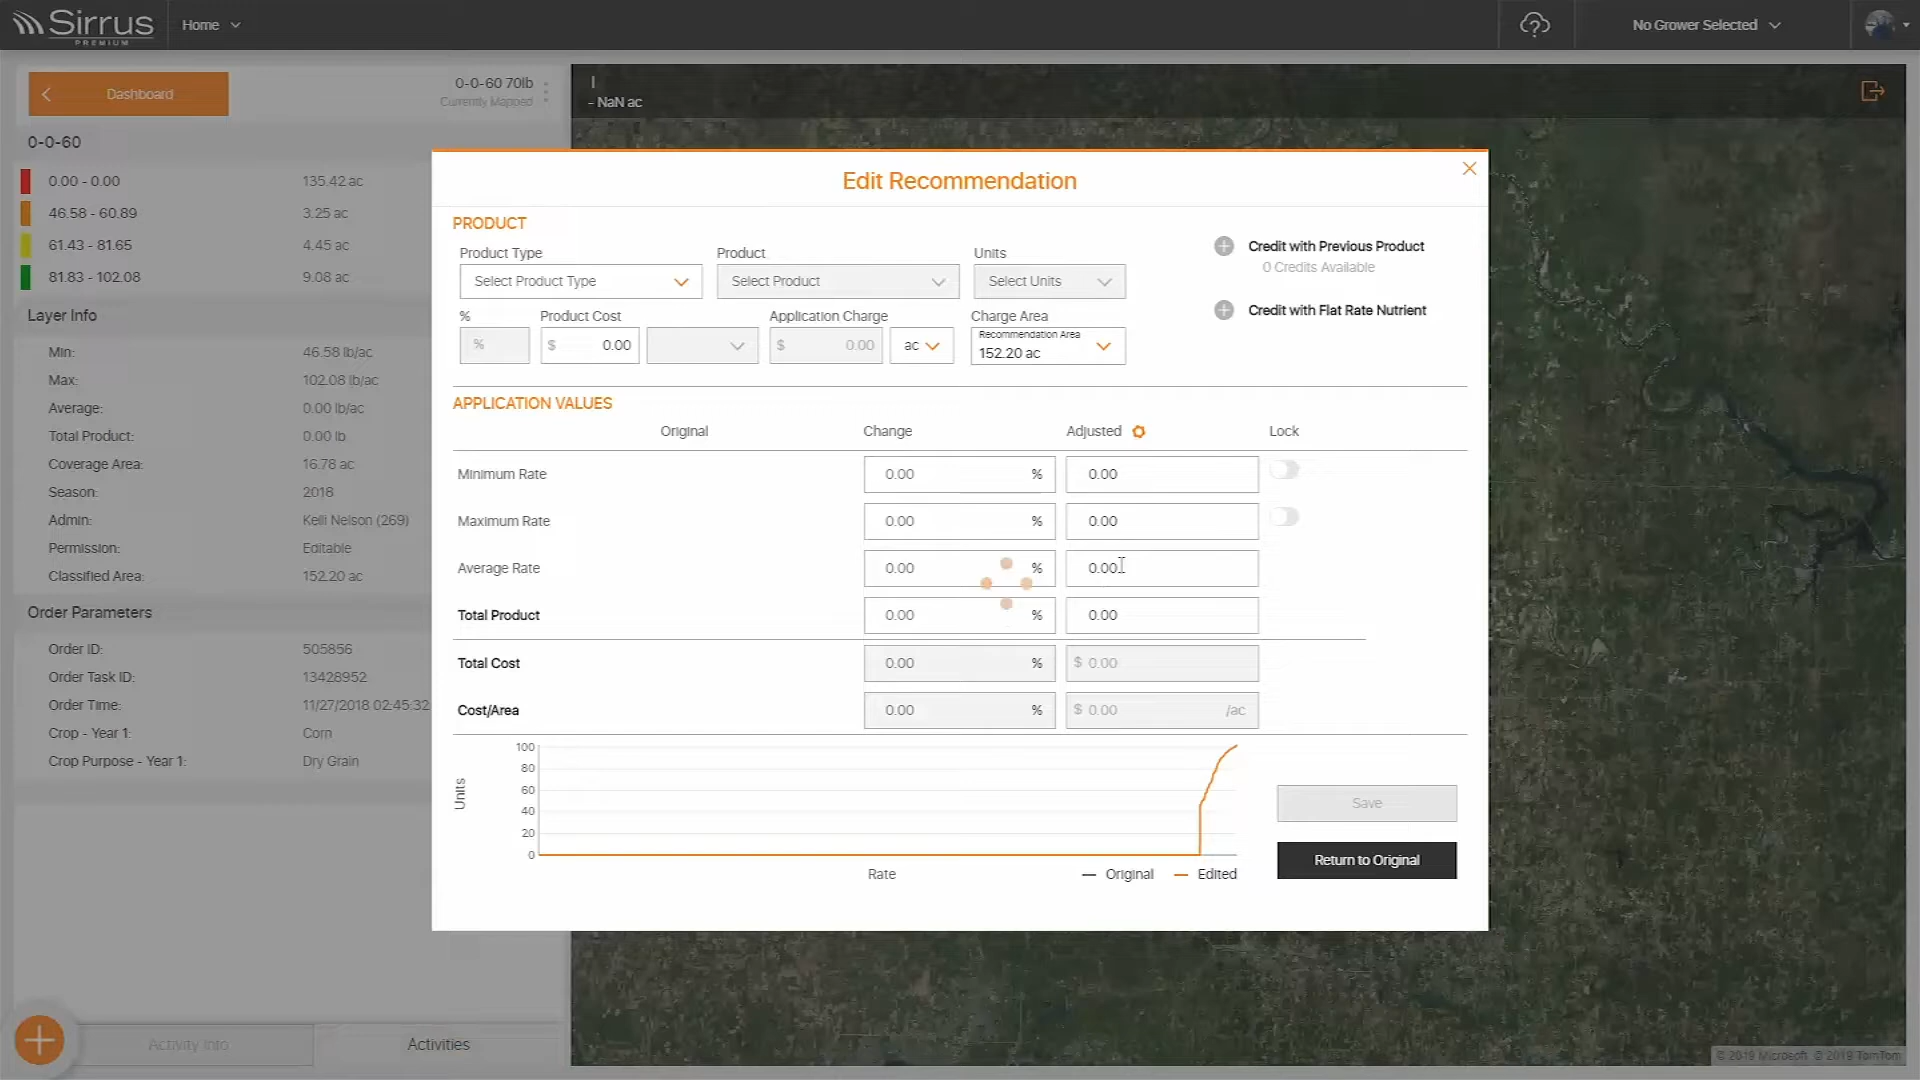 Sirrus
PREMIUM
Home
No Grower Selected
Dashboard
0-0-60 70lb
Currently Mapped
- NaN ac
0-0-60
0.00 - 0.00 135.42 ac
46.58 - 60.89 3.25 ac
61.43 - 81.65 4.45 ac
81.83 - 102.08 9.08 ac
Layer Info
Min: 46.58 lb/ac
Max: 102.08 lb/ac
Average: 0.00 lb/ac
Total Product: 0.00 lb
Coverage Area: 16.78 ac
Season: 2018
Admin: Kelli Nelson (269)
Permission: Editable
Classified Area: 152.20 ac
Order Parameters
Order ID: 505856
Order Task ID: 13428952
Order Time: 11/27/2018 02:45:32
Crop - Year 1: Corn
Crop Purpose - Year 1: Dry Grain
Activity Info
Activities
Edit Recommendation
PRODUCT
Product Type Product Units
Select Product Type Select Product Select Units
Credit with Previous Product
0 Credits Available
Credit with Flat Rate Nutrient
% Product Cost Application Charge Charge Area
% $ 0.00 $ 0.00 ac
Recommendation Area
152.20 ac
APPLICATION VALUES
Original Change Adjusted Lock
Minimum Rate 0.00 % 0.00
Maximum Rate 0.00 % 0.00
Average Rate 0.00 % 0.00
Total Product 0.00 % 0.00
Total Cost 0.00 % $ 0.00
Cost/Area 0.00 % $ 0.00 /ac
100
80
60
40
20
0
Units
Rate
Original Edited
Save
Return to Original
© 2019 Microsoft © 2019 TomTom